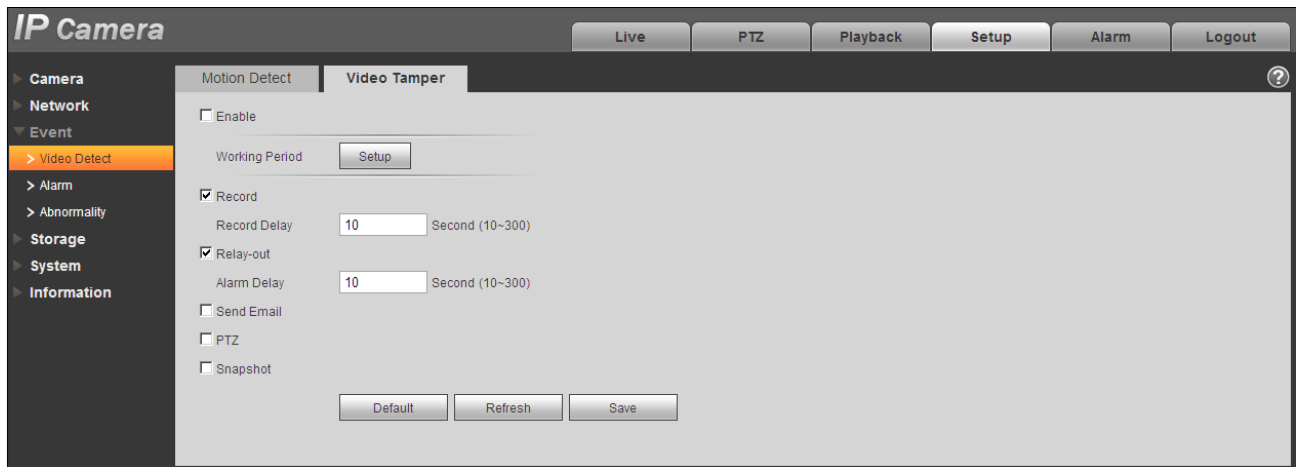 IP Camera
Live PTZ Playback Setup Alarm Logout
Camera
Network
Event
> Video Detect
> Alarm
> Abnormality
Storage
System
Information
Motion Detect Video Tamper ?
Enable
Working Period Setup
Record
Record Delay 10 Second (10~300)
Relay-out
Alarm Delay 10 Second (10~300)
Send Email
PTZ
Snapshot
Default Refresh Save